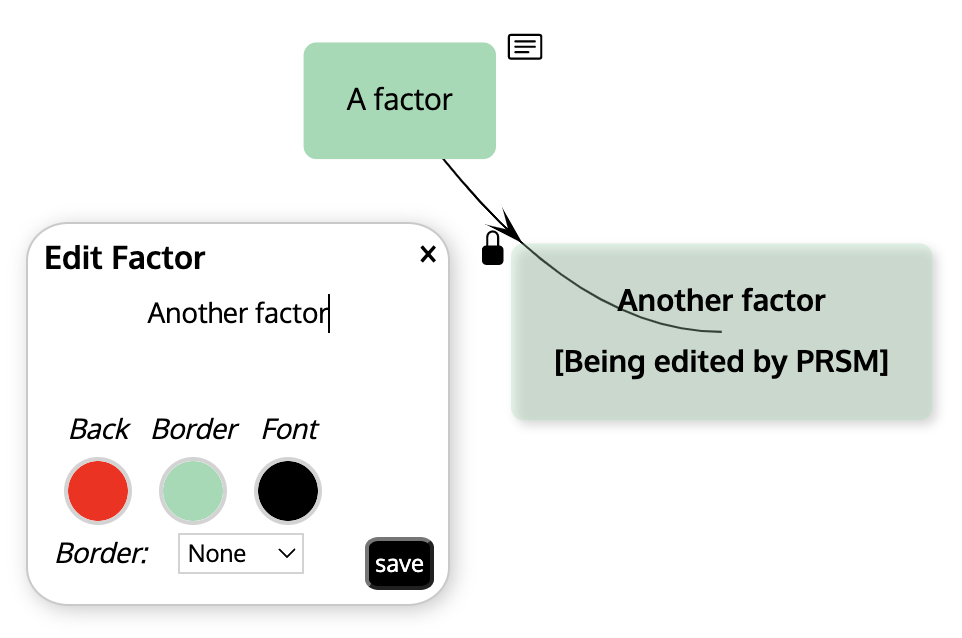 A factor
Edit Factor
Another factor
Back Border Font
Border: None
save
Another factor
[Being edited by PRSM]